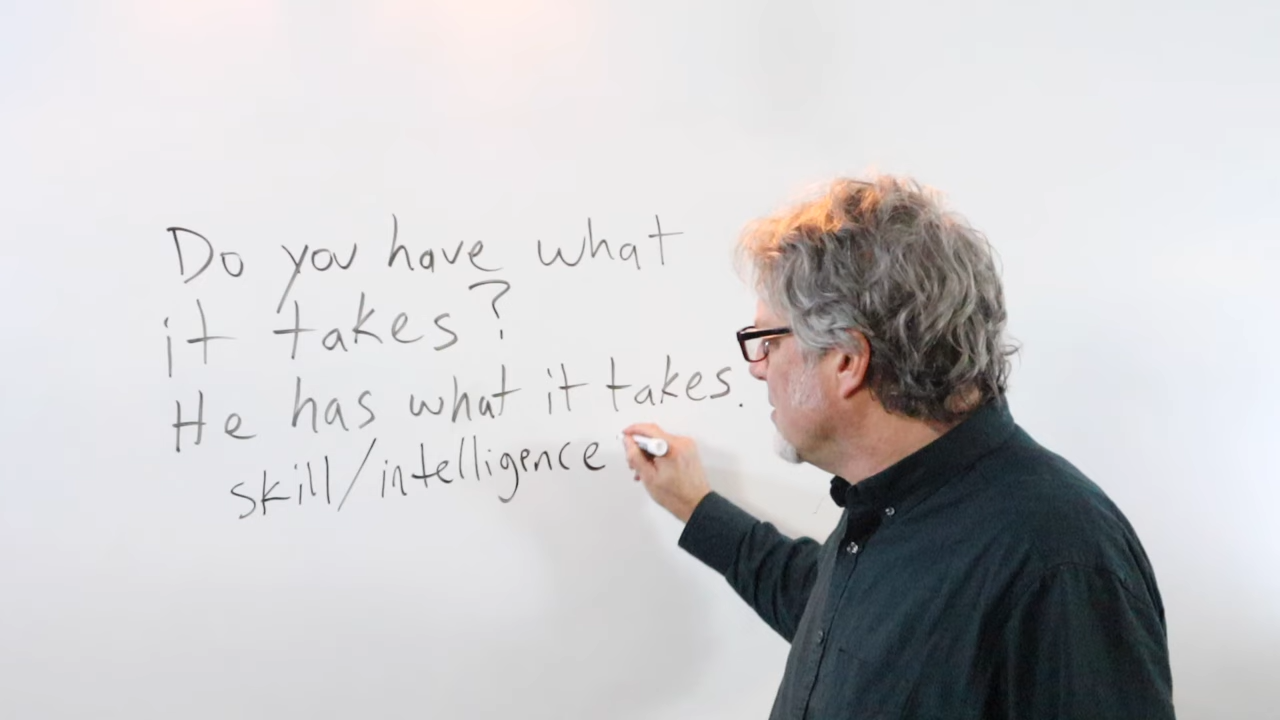 Do you have what
it takes?
He has what it takes.
skill/intelligence